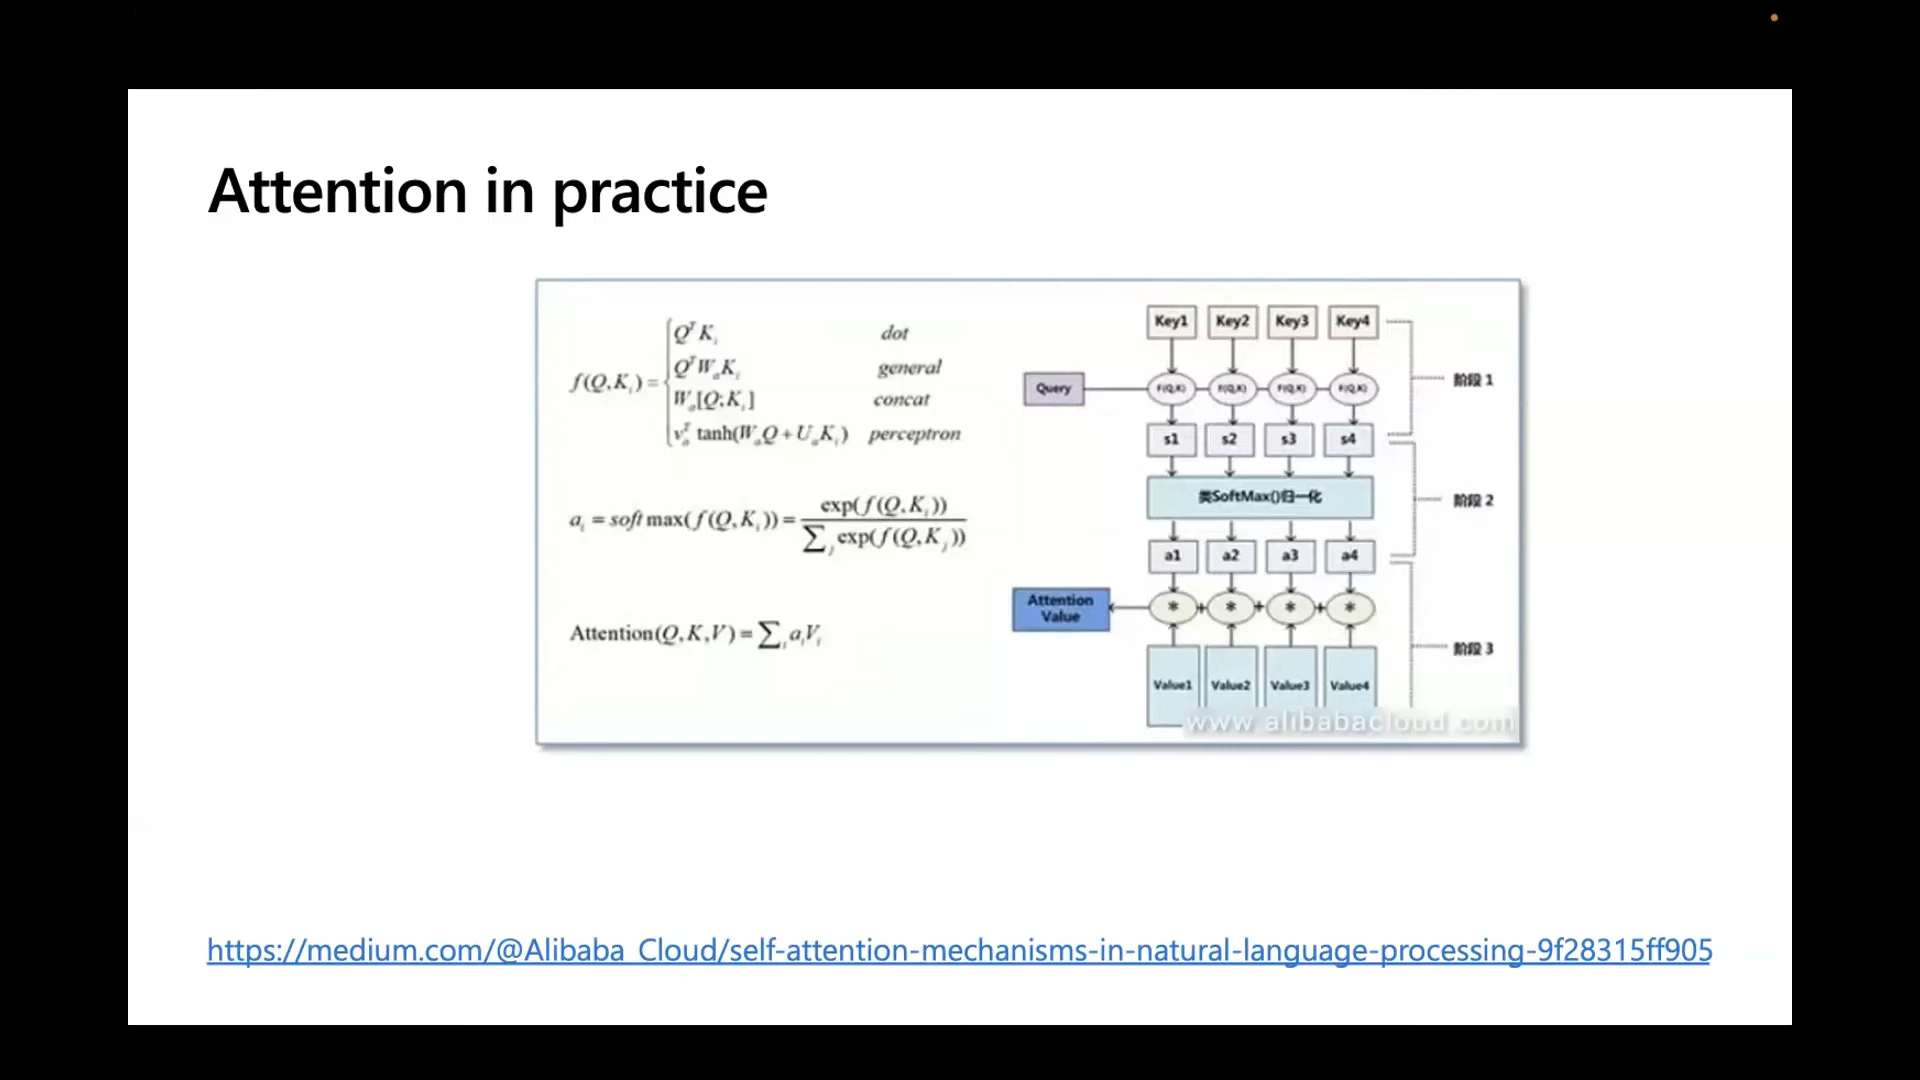 Attention in practice
f(Q,K_i) = { Q^T K_i dot
Q^T W_a K_i general
W_a[Q;K_i] concat
v_a^T tanh(W_a Q + U_a K_i) perceptron
a_i = softmax(f(Q,K_i)) = exp(f(Q,K_i)) / ∑_j exp(f(Q,K_j))
Attention(Q,K,V) = ∑_i a_i V_i
Key1 Key2 Key3 Key4
Query F(Q,K) F(Q,K) F(Q,K) F(Q,K)
阶段 1
s1 s2 s3 s4
类SoftMax()归一化
阶段 2
a1 a2 a3 a4
Attention
Value
* + * + * + *
阶段 3
Value1 Value2 Value3 Value4
www.alibabacloud.com
https://medium.com/@Alibaba_Cloud/self-attention-mechanisms-in-natural-language-processing-9f28315ff905